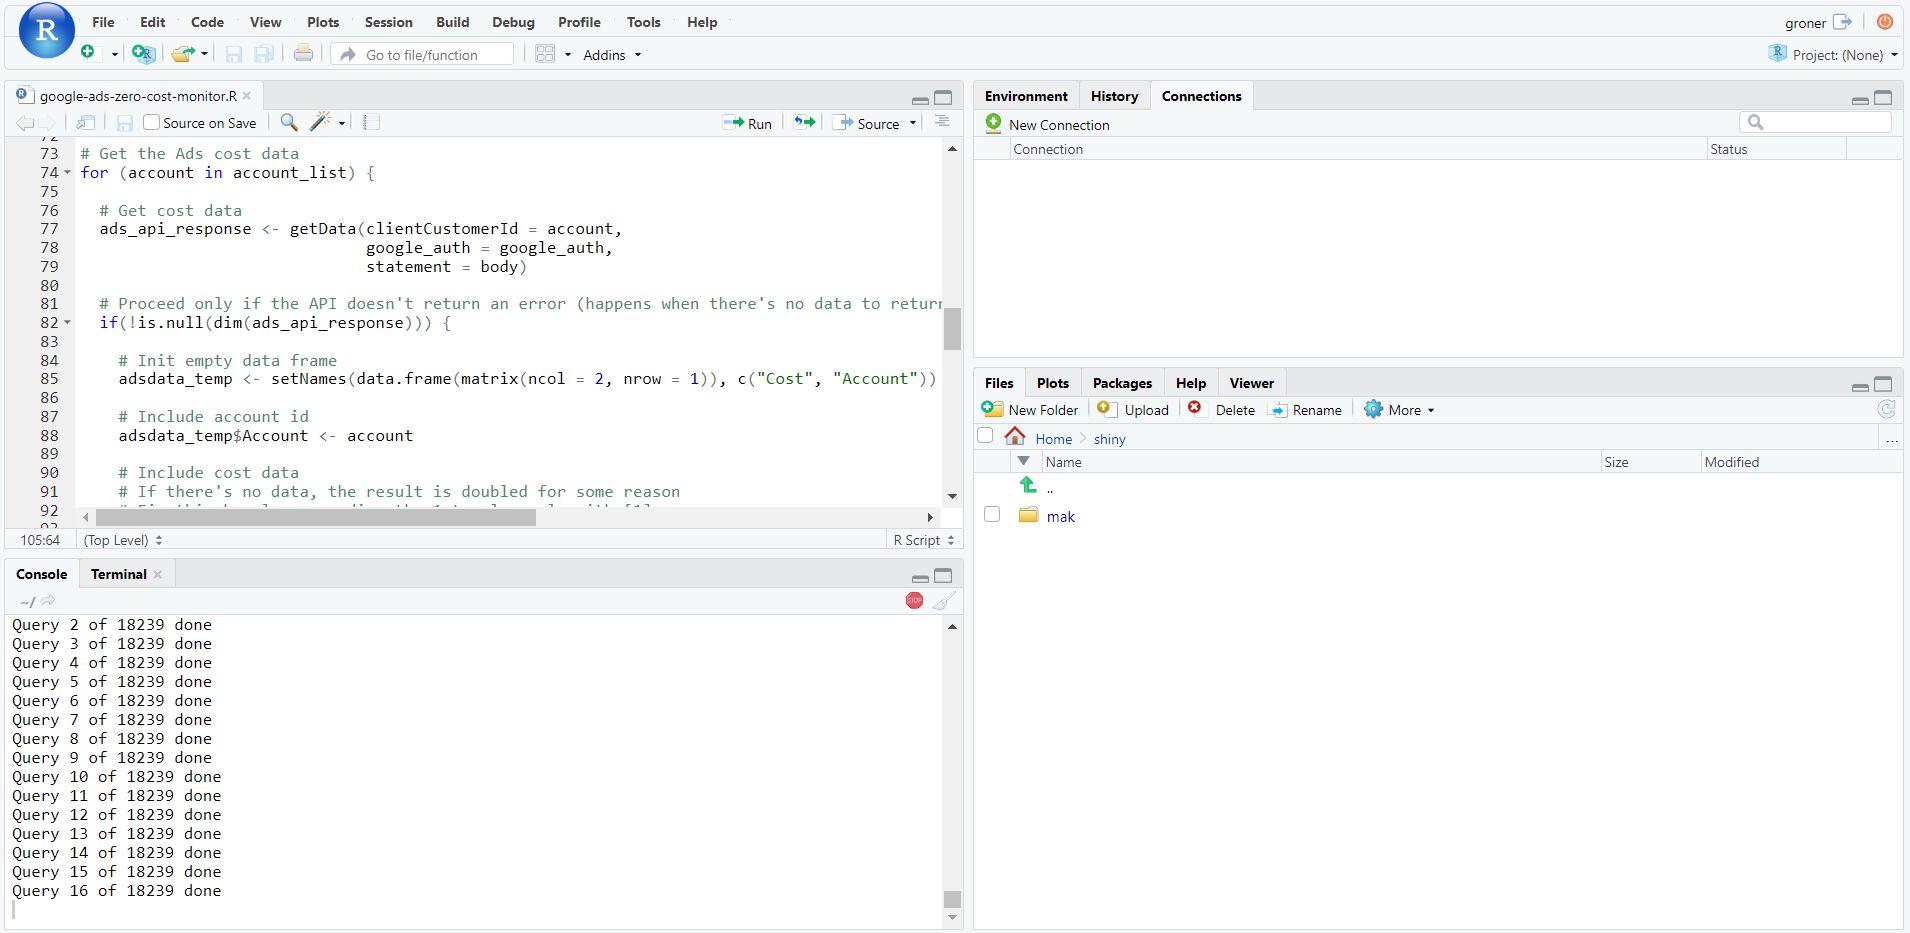 R
File Edit Code View Plots Session Build Debug Profile Tools Help
groner
Go to file/function
Addins
Project: (None)
google-ads-zero-cost-monitor.R
Source on Save
Run
Source
72
73 # Get the Ads cost data
74 for (account in account_list) {
75
76 # Get cost data
77 ads_api_response <- getData(clientCustomerId = account,
78 google_auth = google_auth,
79 statement = body)
80
81 # Proceed only if the API doesn't return an error (happens when there's no data to return
82 if(!is.null(dim(ads_api_response))) {
83
84 # Init empty data frame
85 adsdata_temp <- setNames(data.frame(matrix(ncol = 2, nrow = 1)), c("Cost", "Account"))
86
87 # Include account id
88 adsdata_temp$Account <- account
89
90 # Include cost data
91 # If there's no data, the result is doubled for some reason
92
105:64 (Top Level) R Script
Console Terminal
~/
STOP
Query 2 of 18239 done
Query 3 of 18239 done
Query 4 of 18239 done
Query 5 of 18239 done
Query 6 of 18239 done
Query 7 of 18239 done
Query 8 of 18239 done
Query 9 of 18239 done
Query 10 of 18239 done
Query 11 of 18239 done
Query 12 of 18239 done
Query 13 of 18239 done
Query 14 of 18239 done
Query 15 of 18239 done
Query 16 of 18239 done
Environment History Connections
New Connection
Connection Status
Files Plots Packages Help Viewer
New Folder Upload Delete Rename More
Home shiny ...
Name Size Modified
..
mak